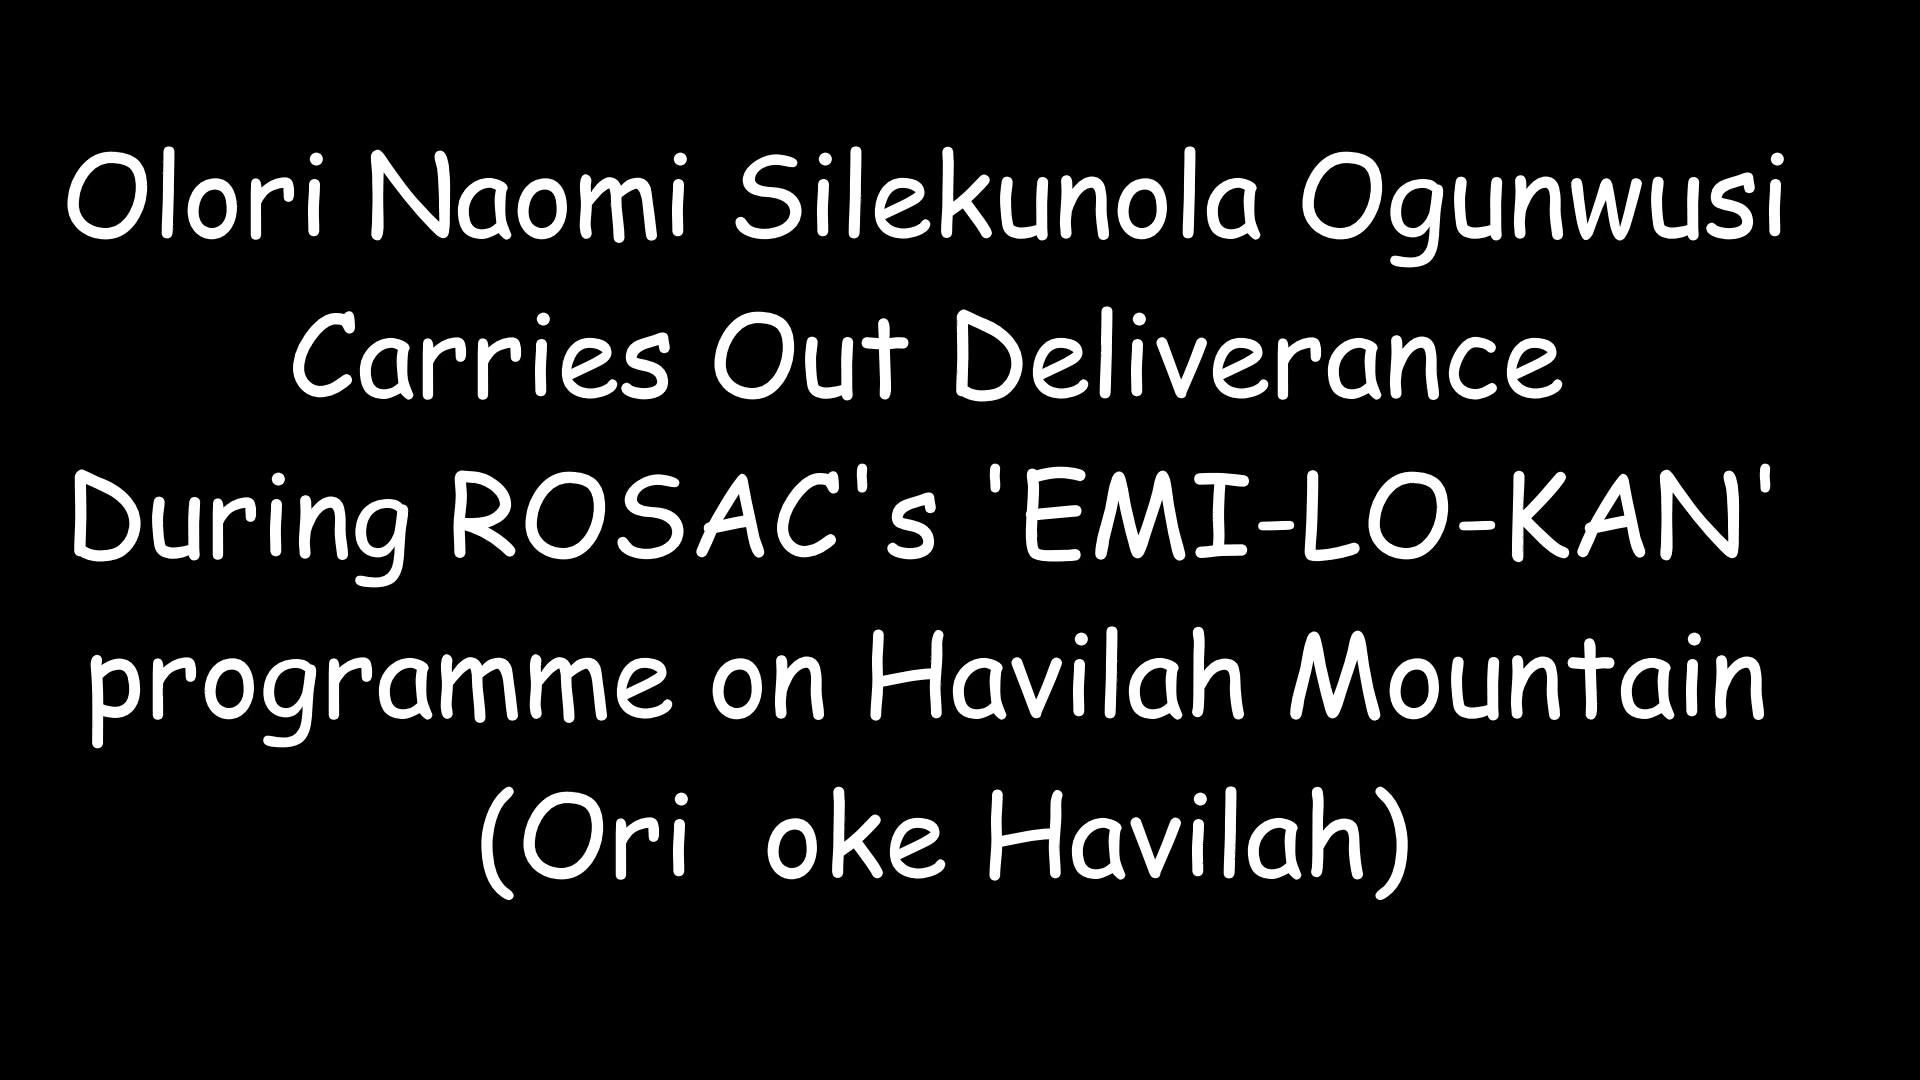 Olori Naomi Silekunola Ogunwusi
Carries Out Deliverance
During ROSAC's 'EMI-LO-KAN'
programme on Havilah Mountain
(Ori  oke Havilah)